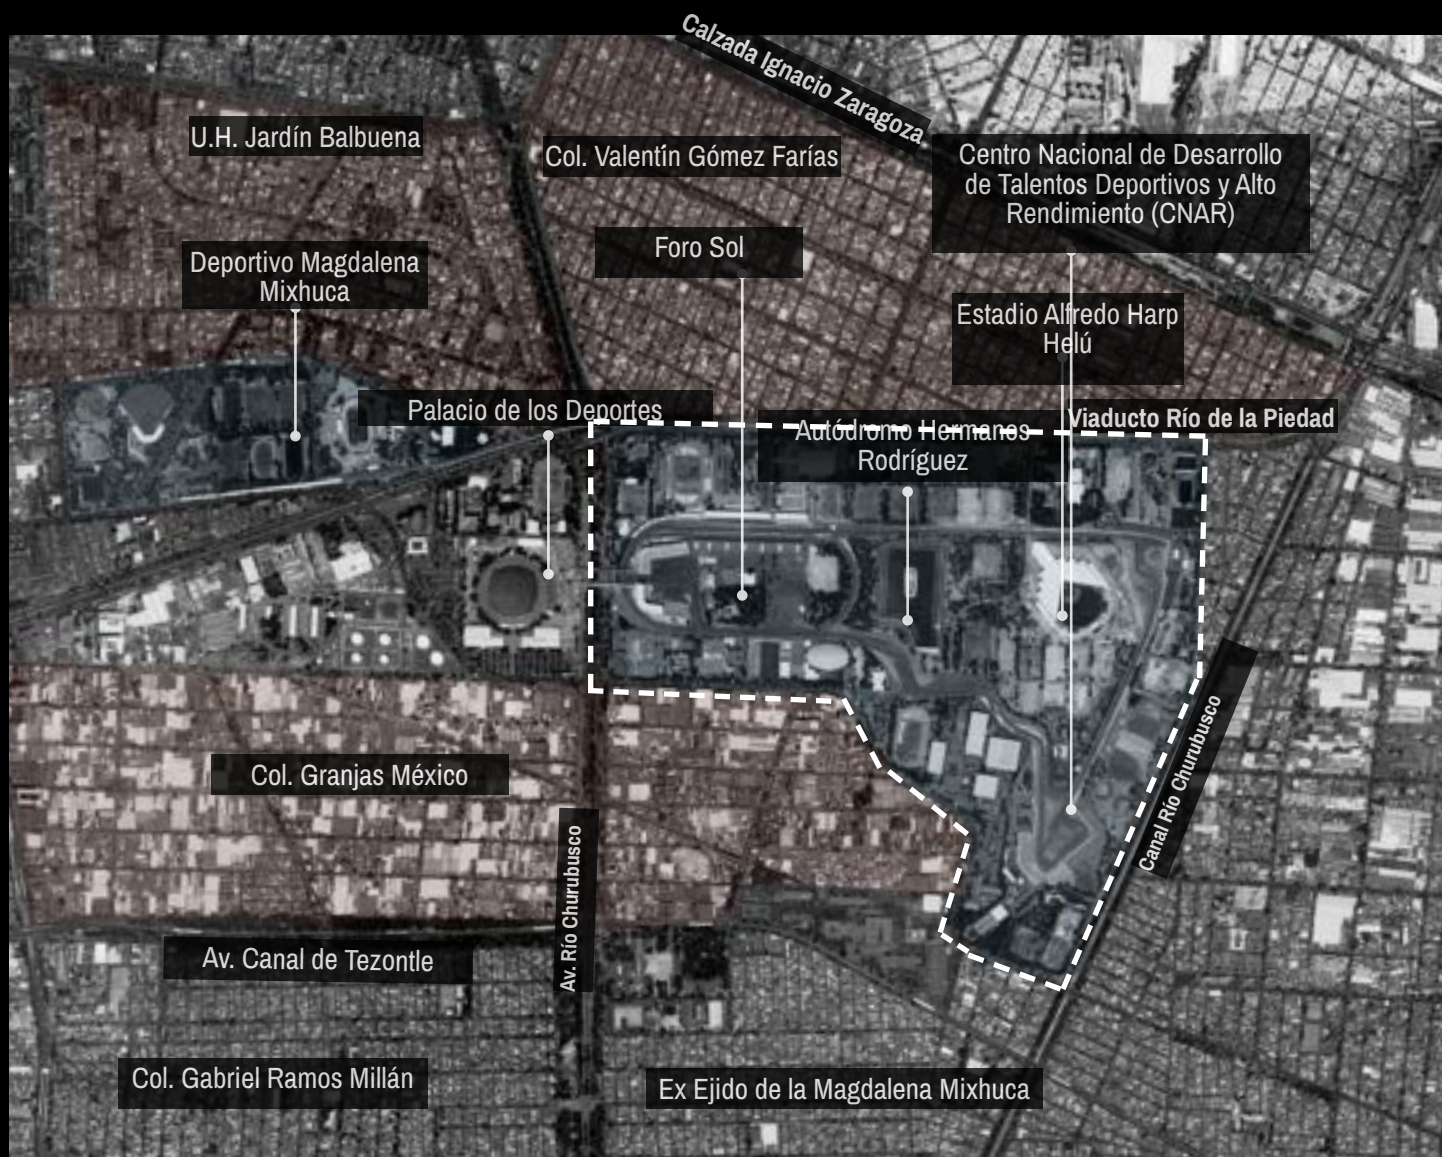 Calzada Ignacio Zaragoza
U.H. Jardín Balbuena
Col. Valentín Gómez Farías
Centro Nacional de Desarrollo
de Talentos Deportivos y Alto
Rendimiento (CNAR)
Foro Sol
Deportivo Magdalena
Mixhuca
Estadio Alfredo Harp
Helú
Palacio de los Deportes
Viaducto Río de la Piedad
Autódromo Hermanos
Rodríguez
Canal Río Churubusco
Col. Granjas México
Av. Río Churubusco
Av. Canal de Tezontle
Col. Gabriel Ramos Millán
Ex Ejido de la Magdalena Mixhuca